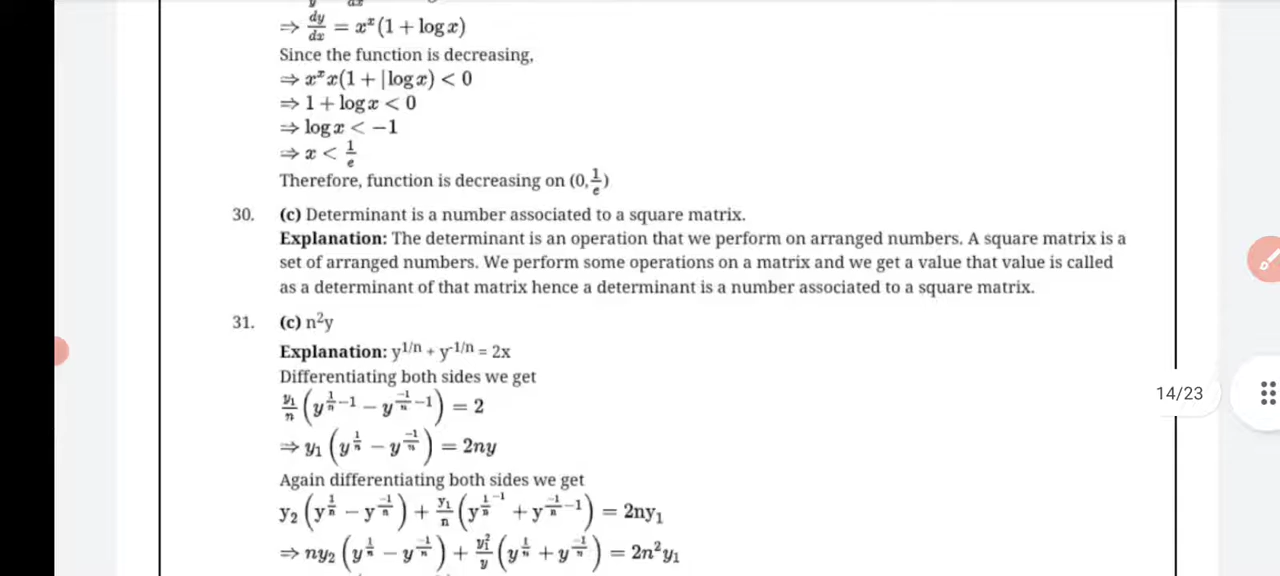 ⇒ dy/dx = xˣ(1 + log x)
Since the function is decreasing,
⇒ xˣx(1 + |log x) < 0
⇒ 1 + log x < 0
⇒ log x < −1
⇒ x < 1/e
Therefore, function is decreasing on (0, 1/e)
30. (c) Determinant is a number associated to a square matrix.
Explanation: The determinant is an operation that we perform on arranged numbers. A square matrix is a
set of arranged numbers. We perform some operations on a matrix and we get a value that value is called
as a determinant of that matrix hence a determinant is a number associated to a square matrix.
31. (c) n²y
Explanation: y^(1/n) + y^(-1/n) = 2x
Differentiating both sides we get
y₁/n (y^(1/n − 1) − y^(−1/n − 1)) = 2
14/23
⇒ y₁ (y^(1/n) − y^(−1/n)) = 2ny
Again differentiating both sides we get
y₂ (y^(1/n) − y^(−1/n)) + y₁/n (y^(1/n −1) + y^(−1/n − 1)) = 2ny₁
⇒ ny₂ (y^(1/n) − y^(−1/n)) + y₁²/y (y^(1/n) + y^(−1/n)) = 2n²y₁